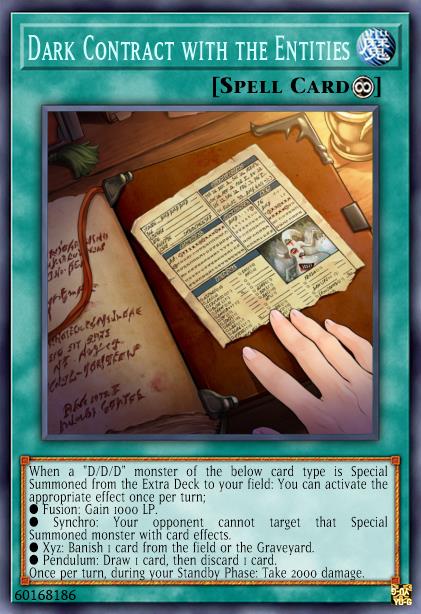 DARK CONTRACT WITH THE ENTITIES
[SPELL CARD]
When a "D/D/D" monster of the below card type is Special
Summoned from the Extra Deck to your field: You can activate the
appropriate effect once per turn;
● Fusion: Gain 1000 LP.
● Synchro: Your opponent cannot target that Special
Summoned monster with card effects.
● Xyz: Banish 1 card from the field or the Graveyard.
● Pendulum: Draw 1 card, then discard 1 card.
Once per turn, during your Standby Phase: Take 2000 damage.
60168186